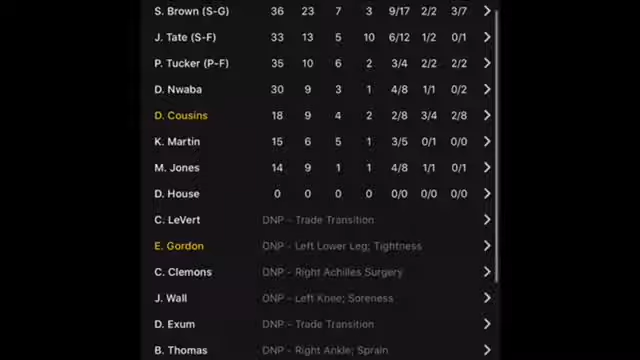 S. Brown (S-G) 36 23 7 3 9/17 2/2 3/7
J. Tate (S-F) 33 13 5 10 6/12 1/2 0/1
P. Tucker (P-F) 35 10 6 2 3/4 2/2 2/2
D. Nwaba 30 9 3 1 4/8 1/1 0/2
D. Cousins 18 9 4 2 2/8 3/4 2/8
K. Martin 15 6 5 1 3/5 0/1 0/0
M. Jones 14 9 1 1 4/8 1/1 0/1
D. House 0 0 0 0 0/0 0/0 0/0
C. LeVert DNP - Trade Transition
E. Gordon DNP - Left Lower Leg; Tightness
C. Clemons DNP - Right Achilles Surgery
J. Wall DNP - Left Knee; Soreness
D. Exum DNP - Trade Transition
B. Thomas DNP - Right Ankle; Sprain